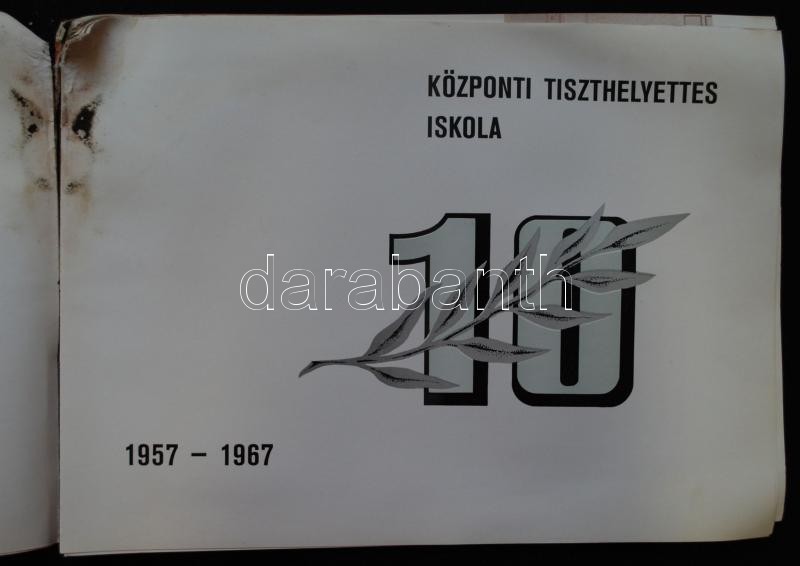 KÖZPONTI TISZTHELYETTES
ISKOLA
10
darabanth
1957 – 1967